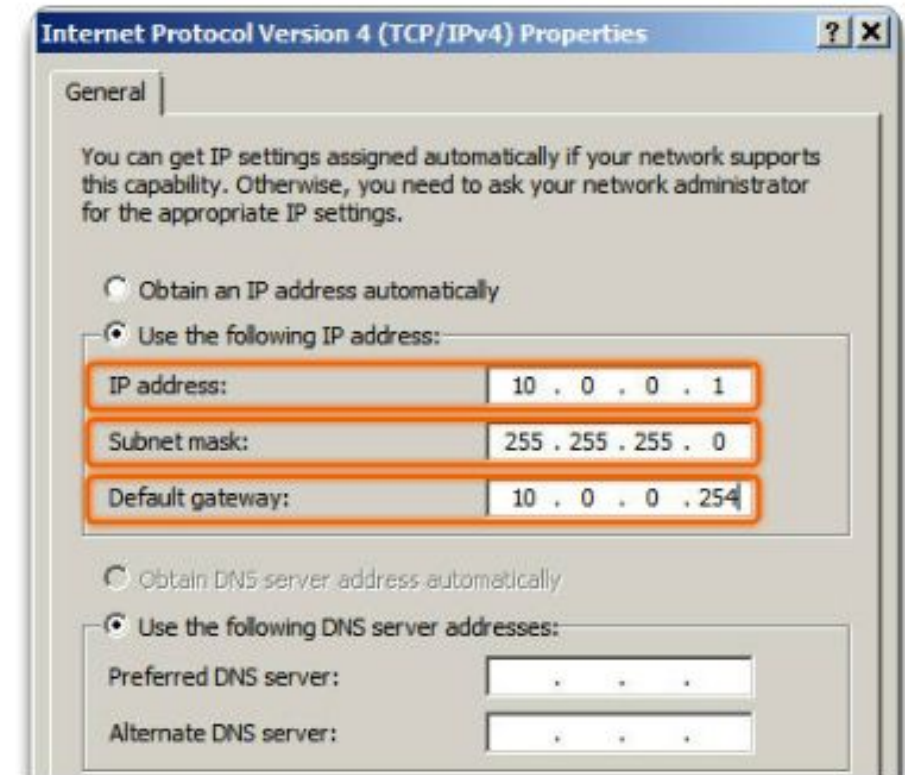 Internet Protocol Version 4 (TCP/IPv4) Properties ? X
General
You can get IP settings assigned automatically if your network supports
this capability. Otherwise, you need to ask your network administrator
for the appropriate IP settings.
Obtain an IP address automatically
Use the following IP address:
IP address: 10 . 0 . 0 . 1
Subnet mask: 255 . 255 . 255 . 0
Default gateway: 10 . 0 . 0 . 254
Obtain DNS server address automatically
Use the following DNS server addresses:
Preferred DNS server: . . .
Alternate DNS server: . . .